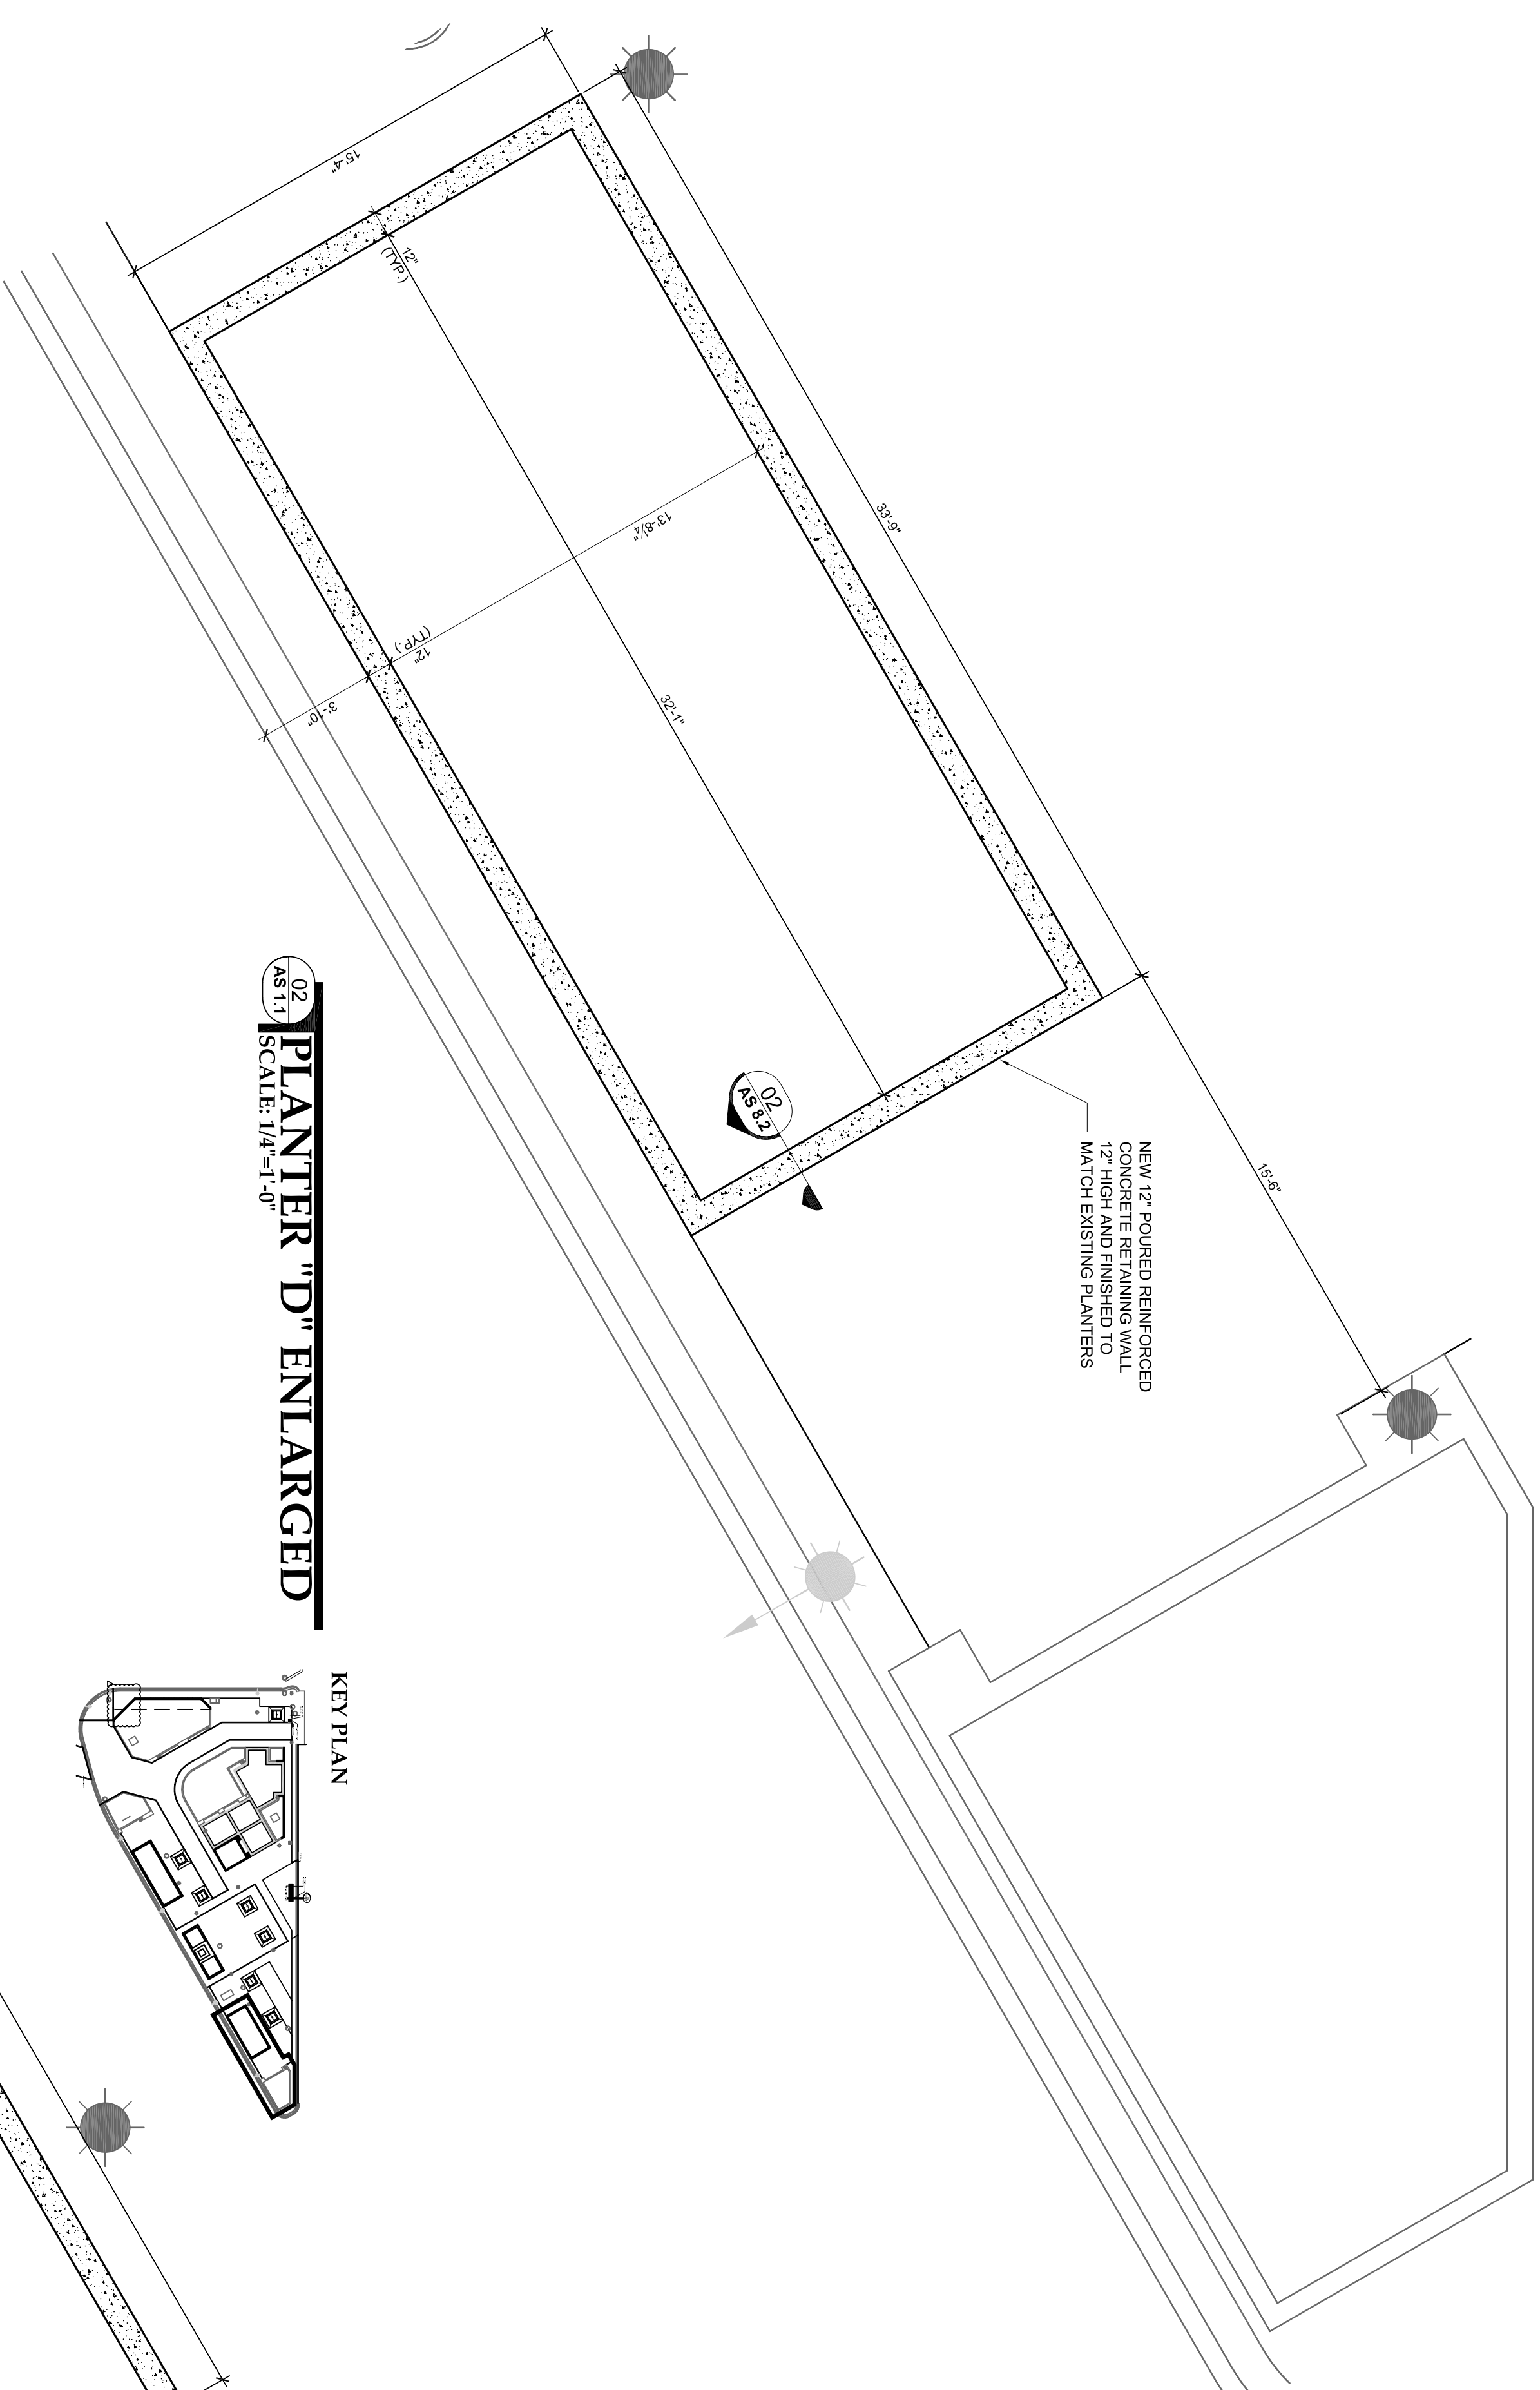 15'-4"
12"
(TYP.)
33'-9"
13'-8¼"
12"
(TYP.)
3'-10"
32'-1"
15'-6"
NEW 12" POURED REINFORCED
CONCRETE RETAINING WALL
12" HIGH AND FINISHED TO
MATCH EXISTING PLANTERS
02
AS 8.2
02
AS 1.1
PLANTER "D" ENLARGED
SCALE: 1/4"=1'-0"
KEY PLAN